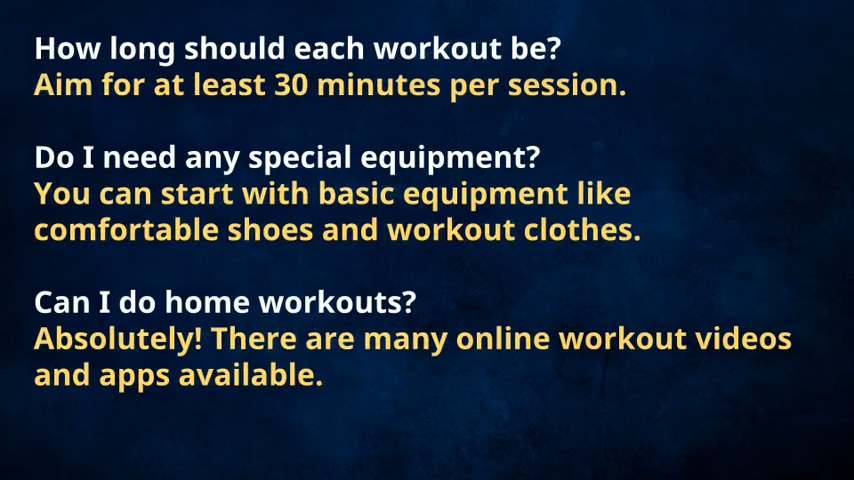 How long should each workout be?
Aim for at least 30 minutes per session.
Do I need any special equipment?
You can start with basic equipment like
comfortable shoes and workout clothes.
Can I do home workouts?
Absolutely! There are many online workout videos
and apps available.